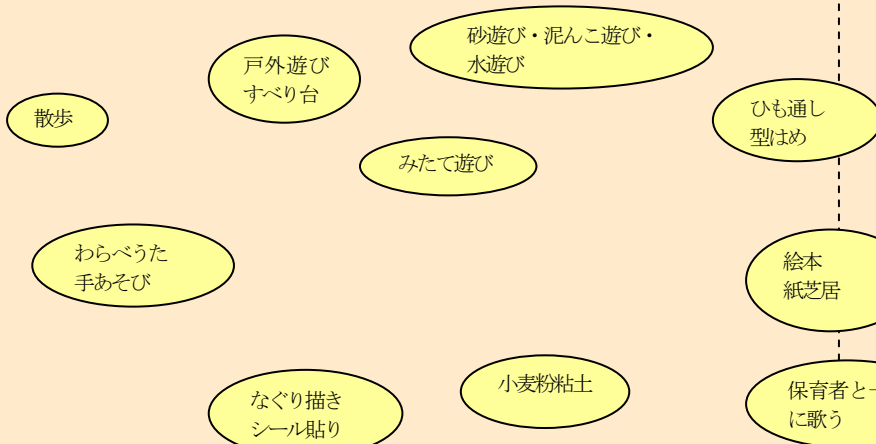 砂遊び・泥んこ遊び・
水遊び
戸外遊び
すべり台
散歩
ひも通し
型はめ
みたて遊び
わらべうた
手あそび
絵本
紙芝居
小麦粉粘土
なぐり描き
シール貼り
保育者と一
に歌う